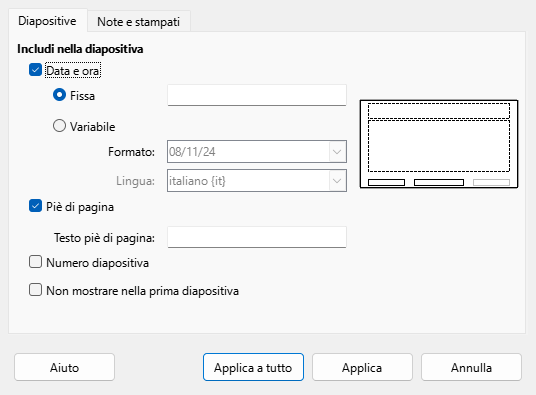 Diapositive
Note e stampati
Includi nella diapositiva
Data e ora
Fissa
Variabile
Formato: 08/11/24
Lingua: italiano {it}
Piè di pagina
Testo piè di pagina:
Numero diapositiva
Non mostrare nella prima diapositiva
Aiuto
Applica a tutto
Applica
Annulla